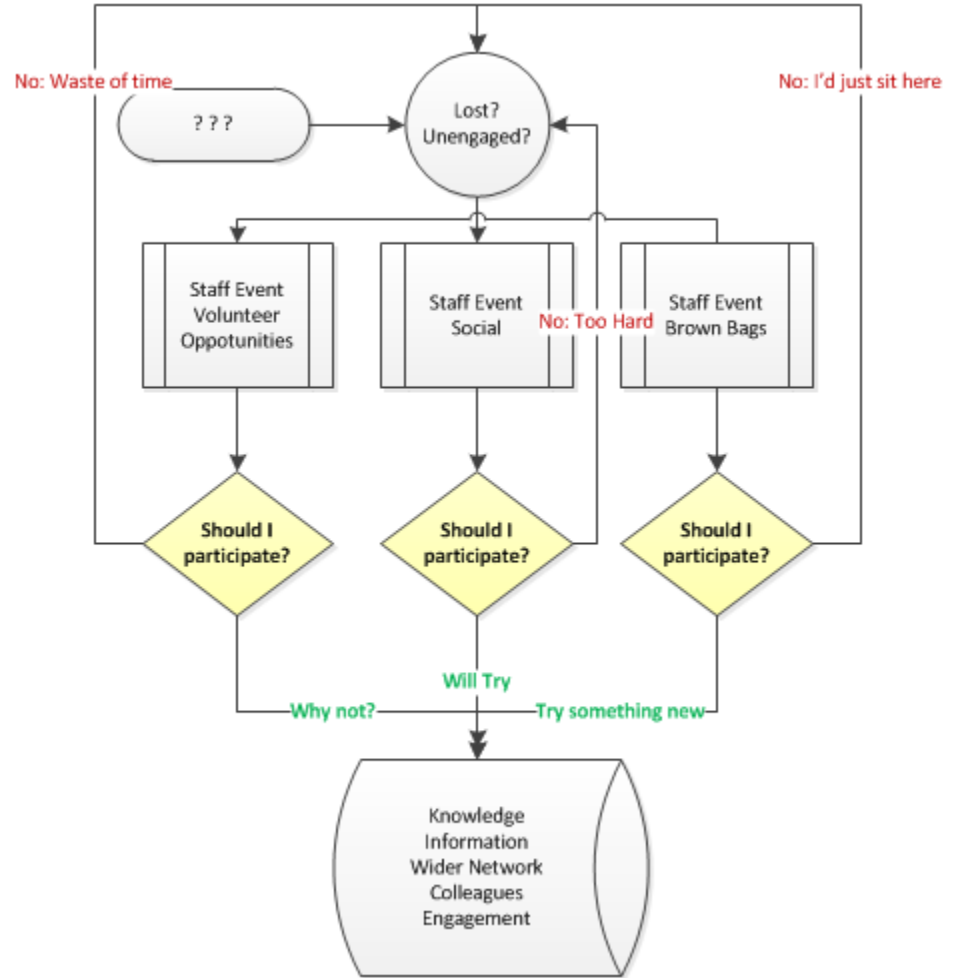 No: Waste of time
No: I'd just sit here
? ? ?
Lost?
Unengaged?
Staff Event
Volunteer
Oppotunities
Staff Event
Social
No: Too Hard
Staff Event
Brown Bags
Should I
participate?
Should I
participate?
Should I
participate?
Will Try
Why not?
Try something new
Knowledge
Information
Wider Network
Colleagues
Engagement